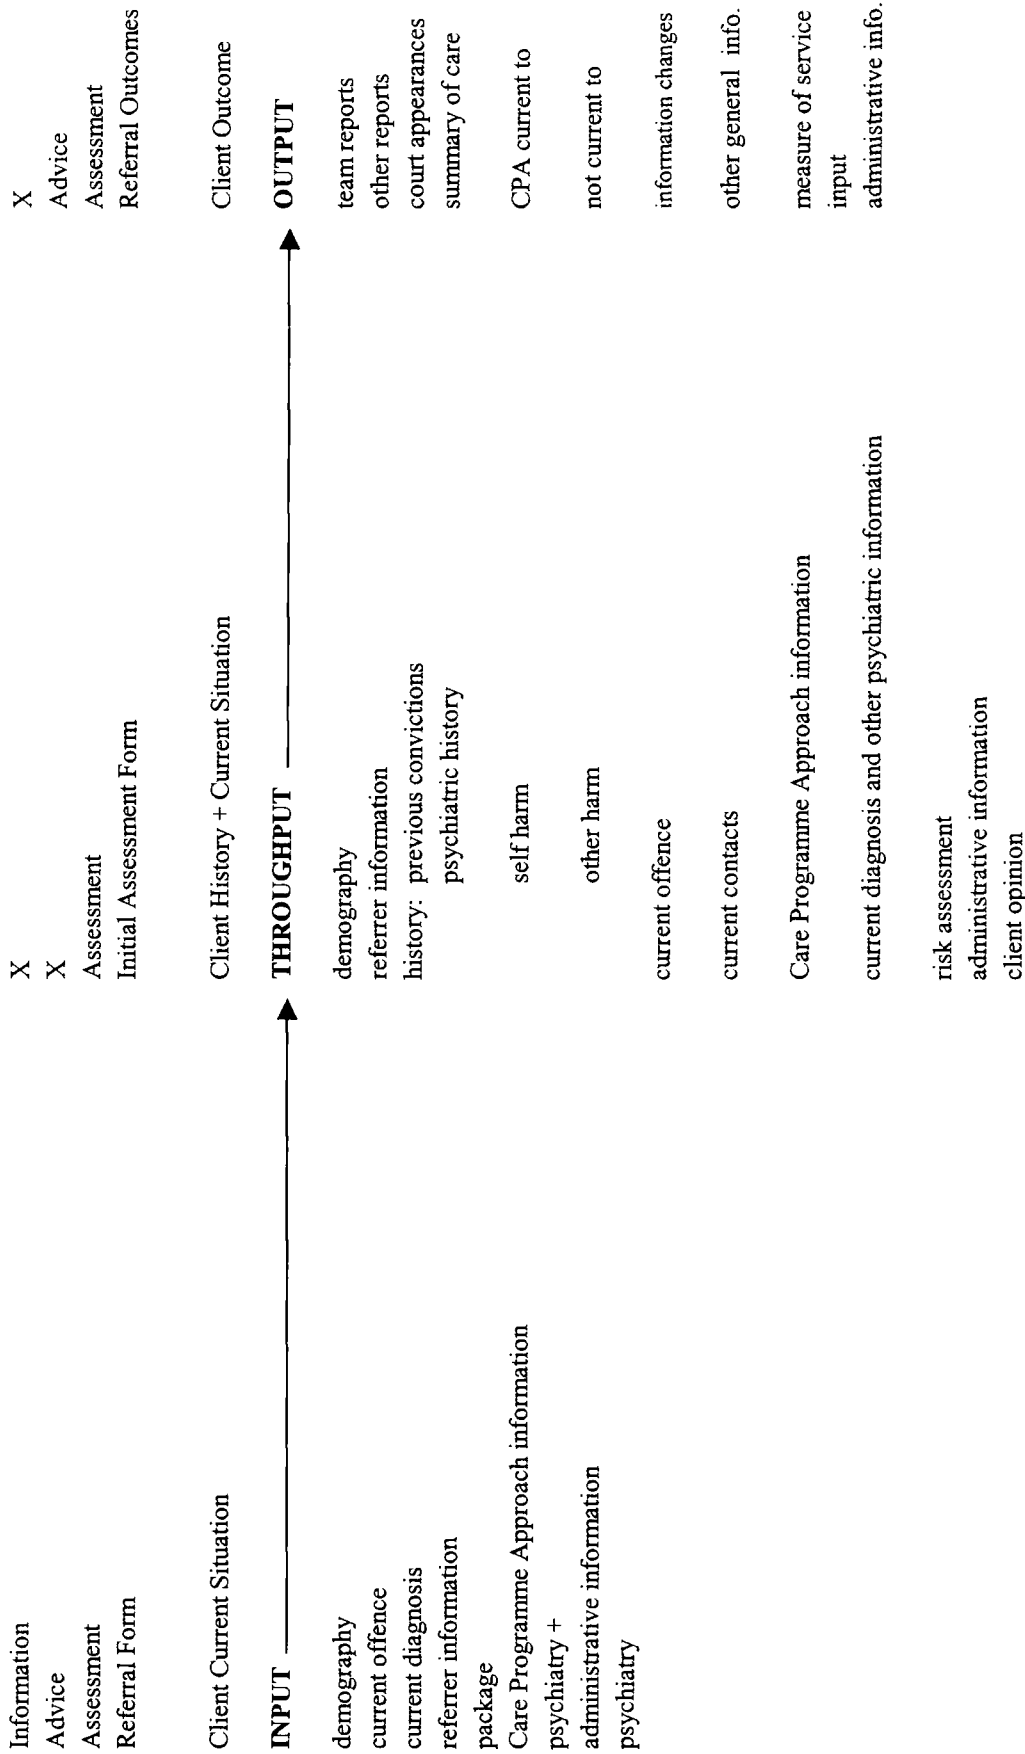 Information
Advice
Assessment
Referral Form
Client Current Situation
INPUT
demography
current offence
current diagnosis
referrer information
package
Care Programme Approach information
psychiatry +
administrative information
psychiatry
X
X
Assessment
Initial Assessment Form
Client History + Current Situation
THROUGHPUT
demography
referrer information
history: previous convictions
psychiatric history
self harm
other harm
current offence
current contacts
Care Programme Approach information
current diagnosis and other psychiatric information
risk assessment
administrative information
client opinion
X
Advice
Assessment
Referral Outcomes
Client Outcome
OUTPUT
team reports
other reports
court appearances
summary of care
CPA current to
not current to
information changes
other general info.
measure of service
input
administrative info.